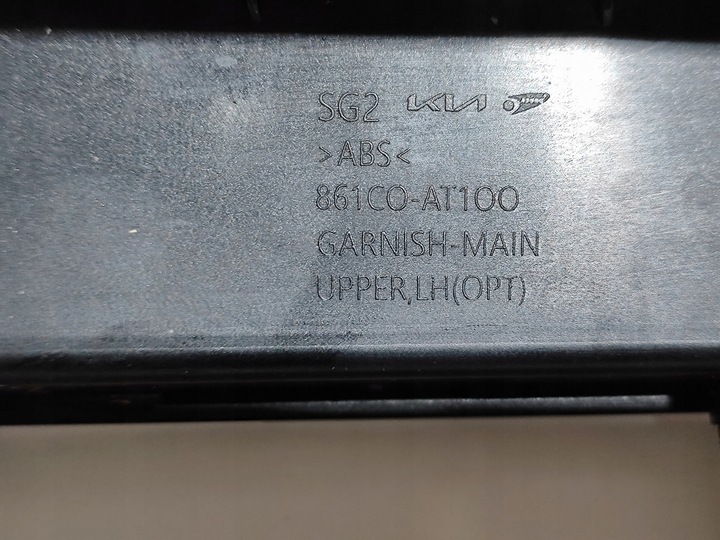 SG2 KIA
>ABS<
861C0-AT100
GARNISH-MAIN
UPPER,LH(OPT)